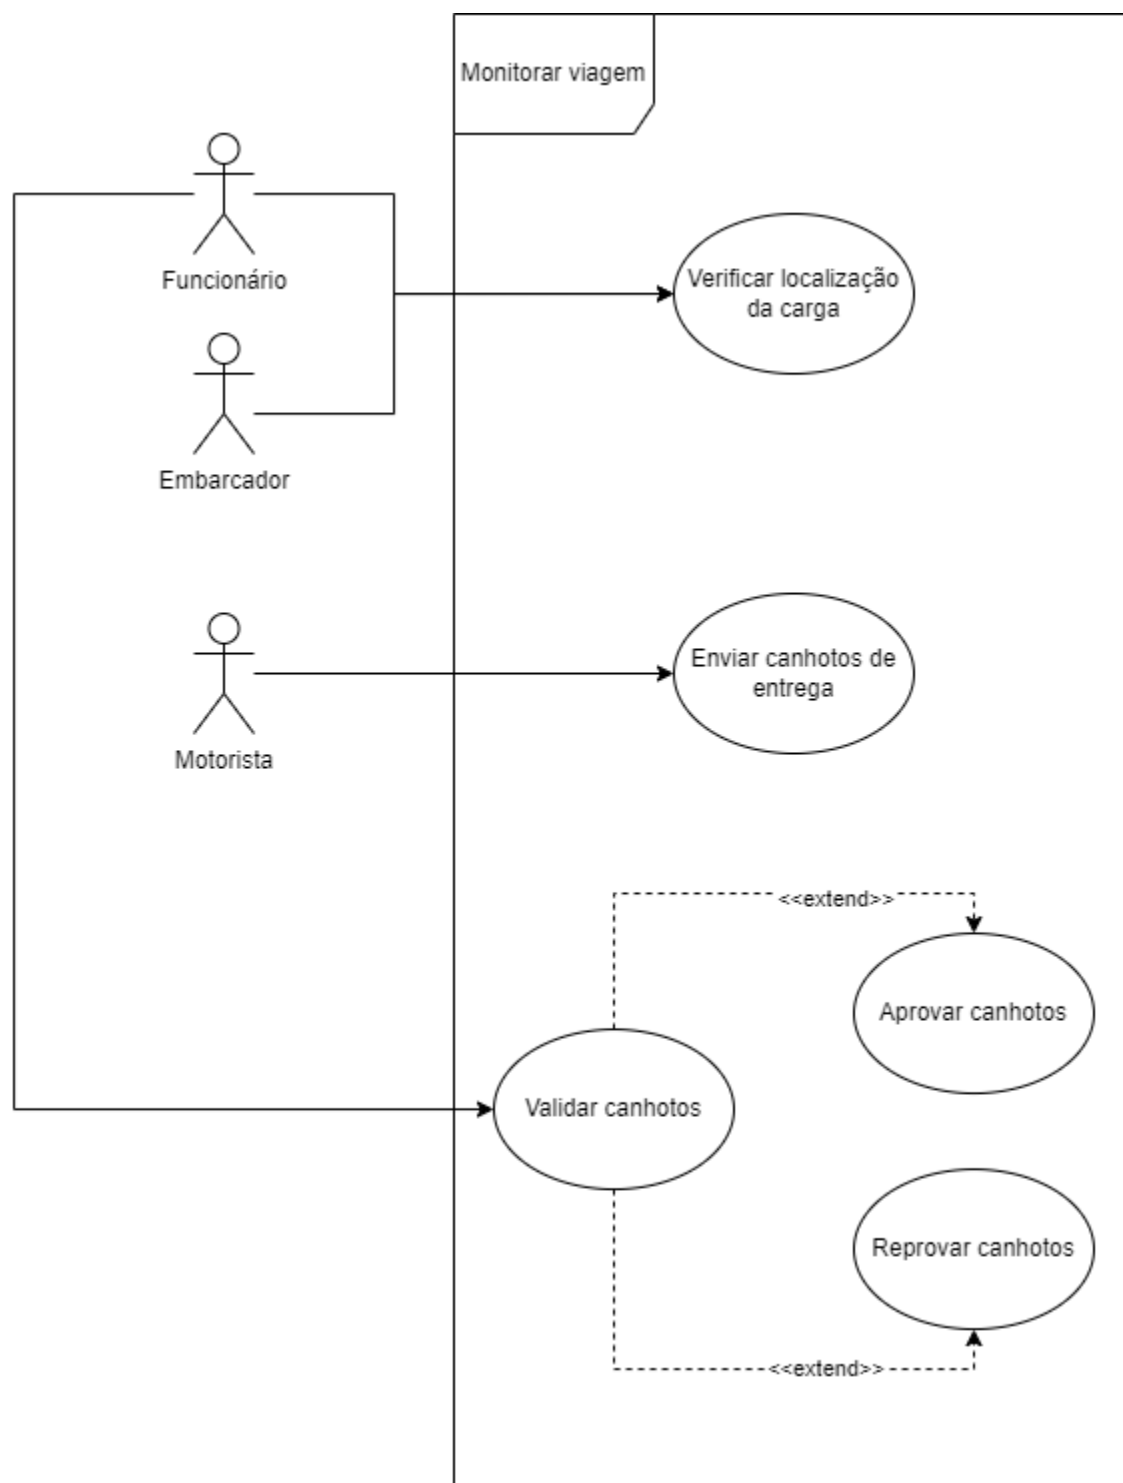 Monitorar viagem
Funcionário
Verificar localização
da carga
Embarcador
Enviar canhotos de
entrega
Motorista
<<extend>>
Aprovar canhotos
Validar canhotos
Reprovar canhotos
<<extend>>